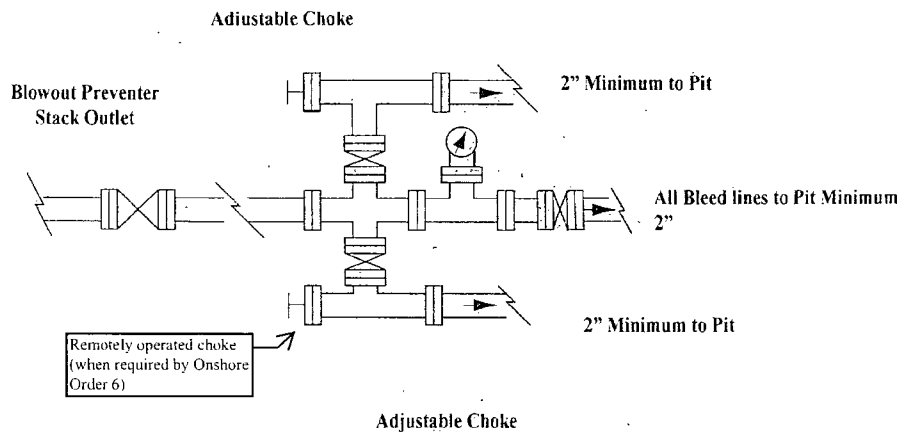 Adjustable Choke
Blowout Preventer
Stack Outlet
2” Minimum to Pit
All Bleed lines to Pit Minimum
2”
2” Minimum to Pit
Remotely operated choke
(when required by Onshore
Order 6)
Adjustable Choke